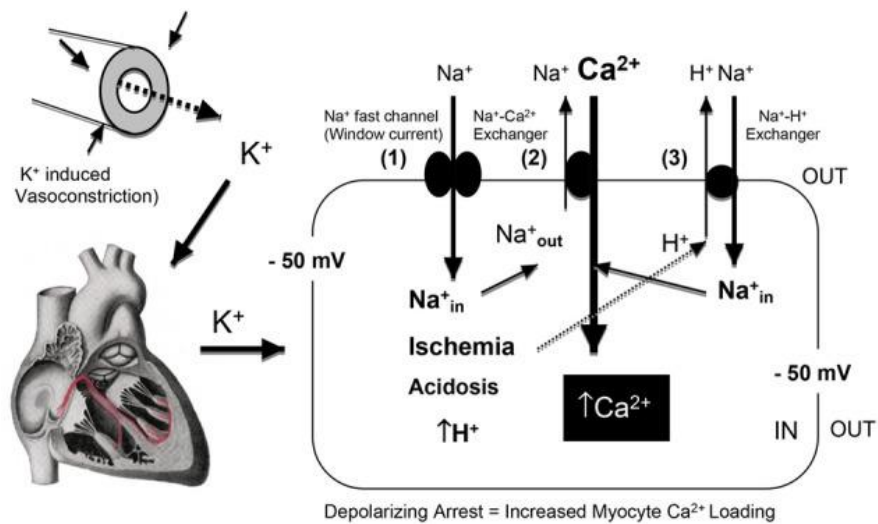 K⁺ induced
Vasoconstriction)
K⁺
K⁺
Na⁺
Na⁺ Ca²⁺
H⁺ Na⁺
Na⁺ fast channel
(Window current)
Na⁺-Ca²⁺
Exchanger
Na⁺-H⁺
Exchanger
(1)
(2)
(3)
OUT
- 50 mV
Na⁺out
H⁺
Na⁺in
Na⁺in
Ischemia
Acidosis
↑H⁺
↑Ca²⁺
- 50 mV
IN OUT
Depolarizing Arrest = Increased Myocyte Ca²⁺ Loading